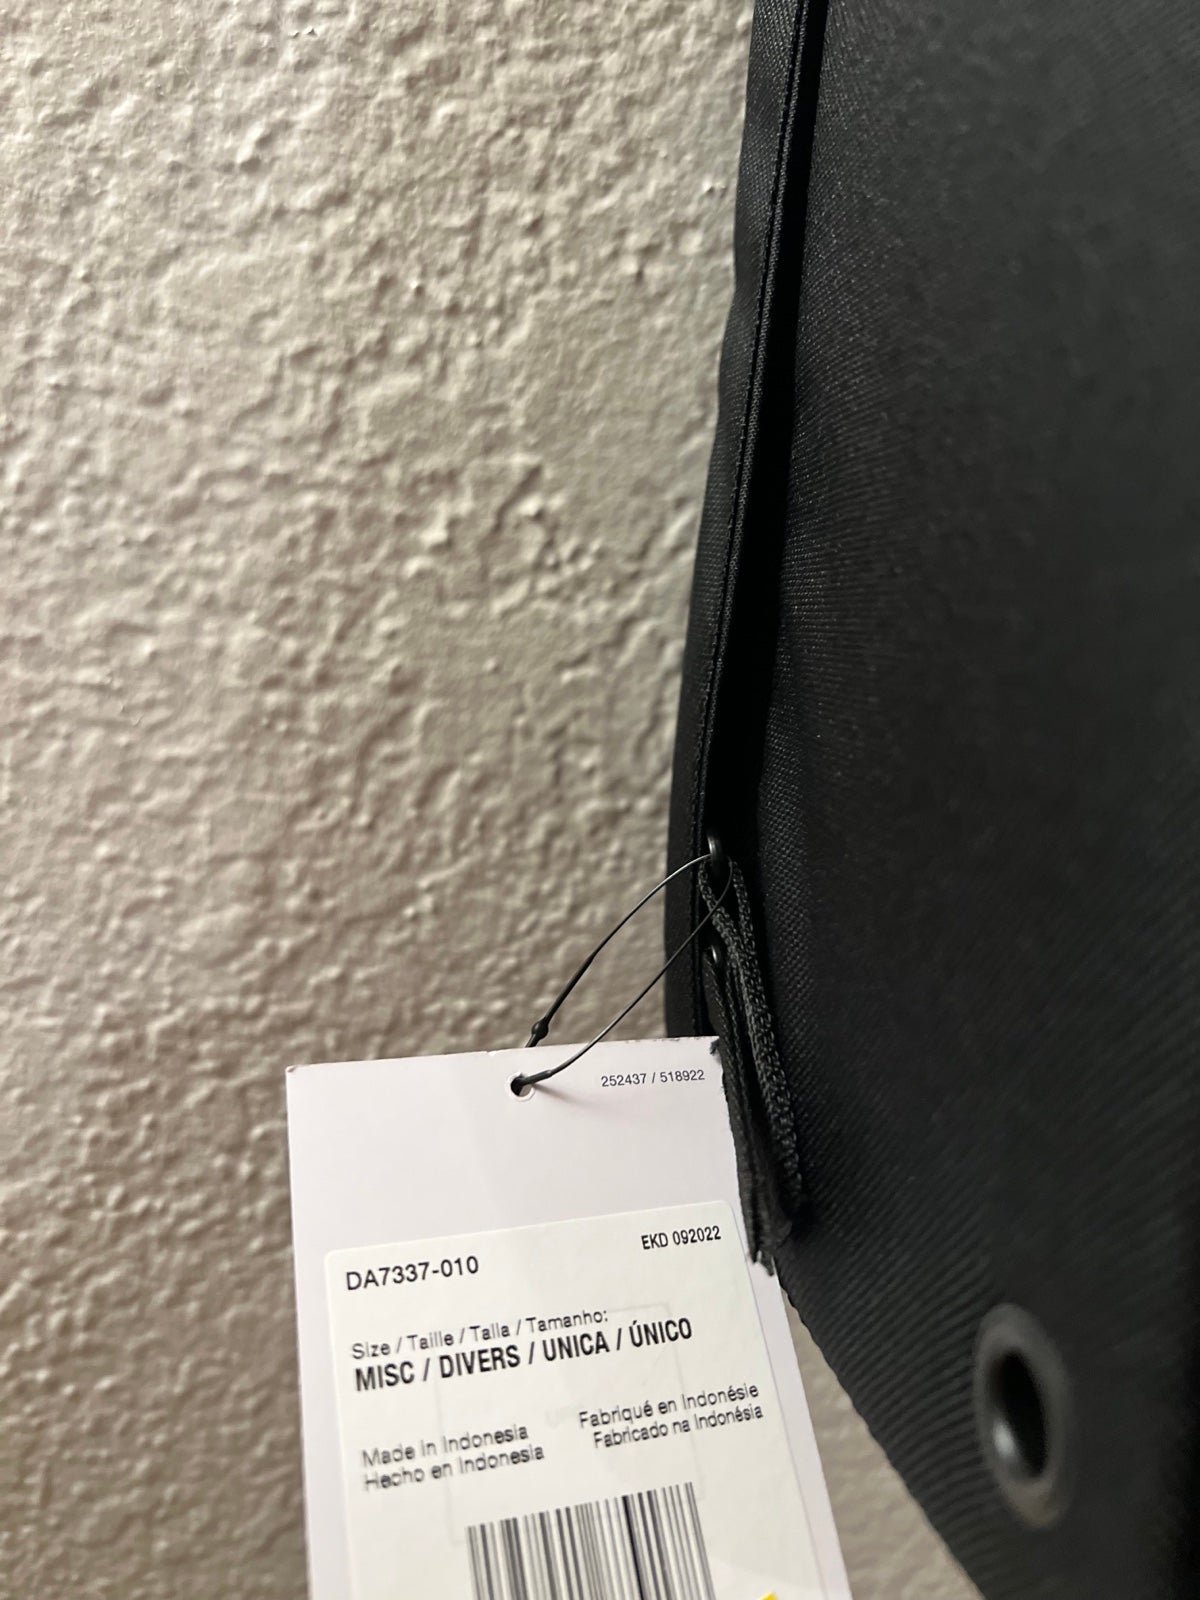 252437 / 518922
EKD 092022
DA7337-010
Size / Taille / Talla / Tamanho:
MISC / DIVERS / UNICA / ÚNICO
Made in Indonesia
Hecho en Indonesia
Fabriqué en Indonésie
Fabricado na Indonésia